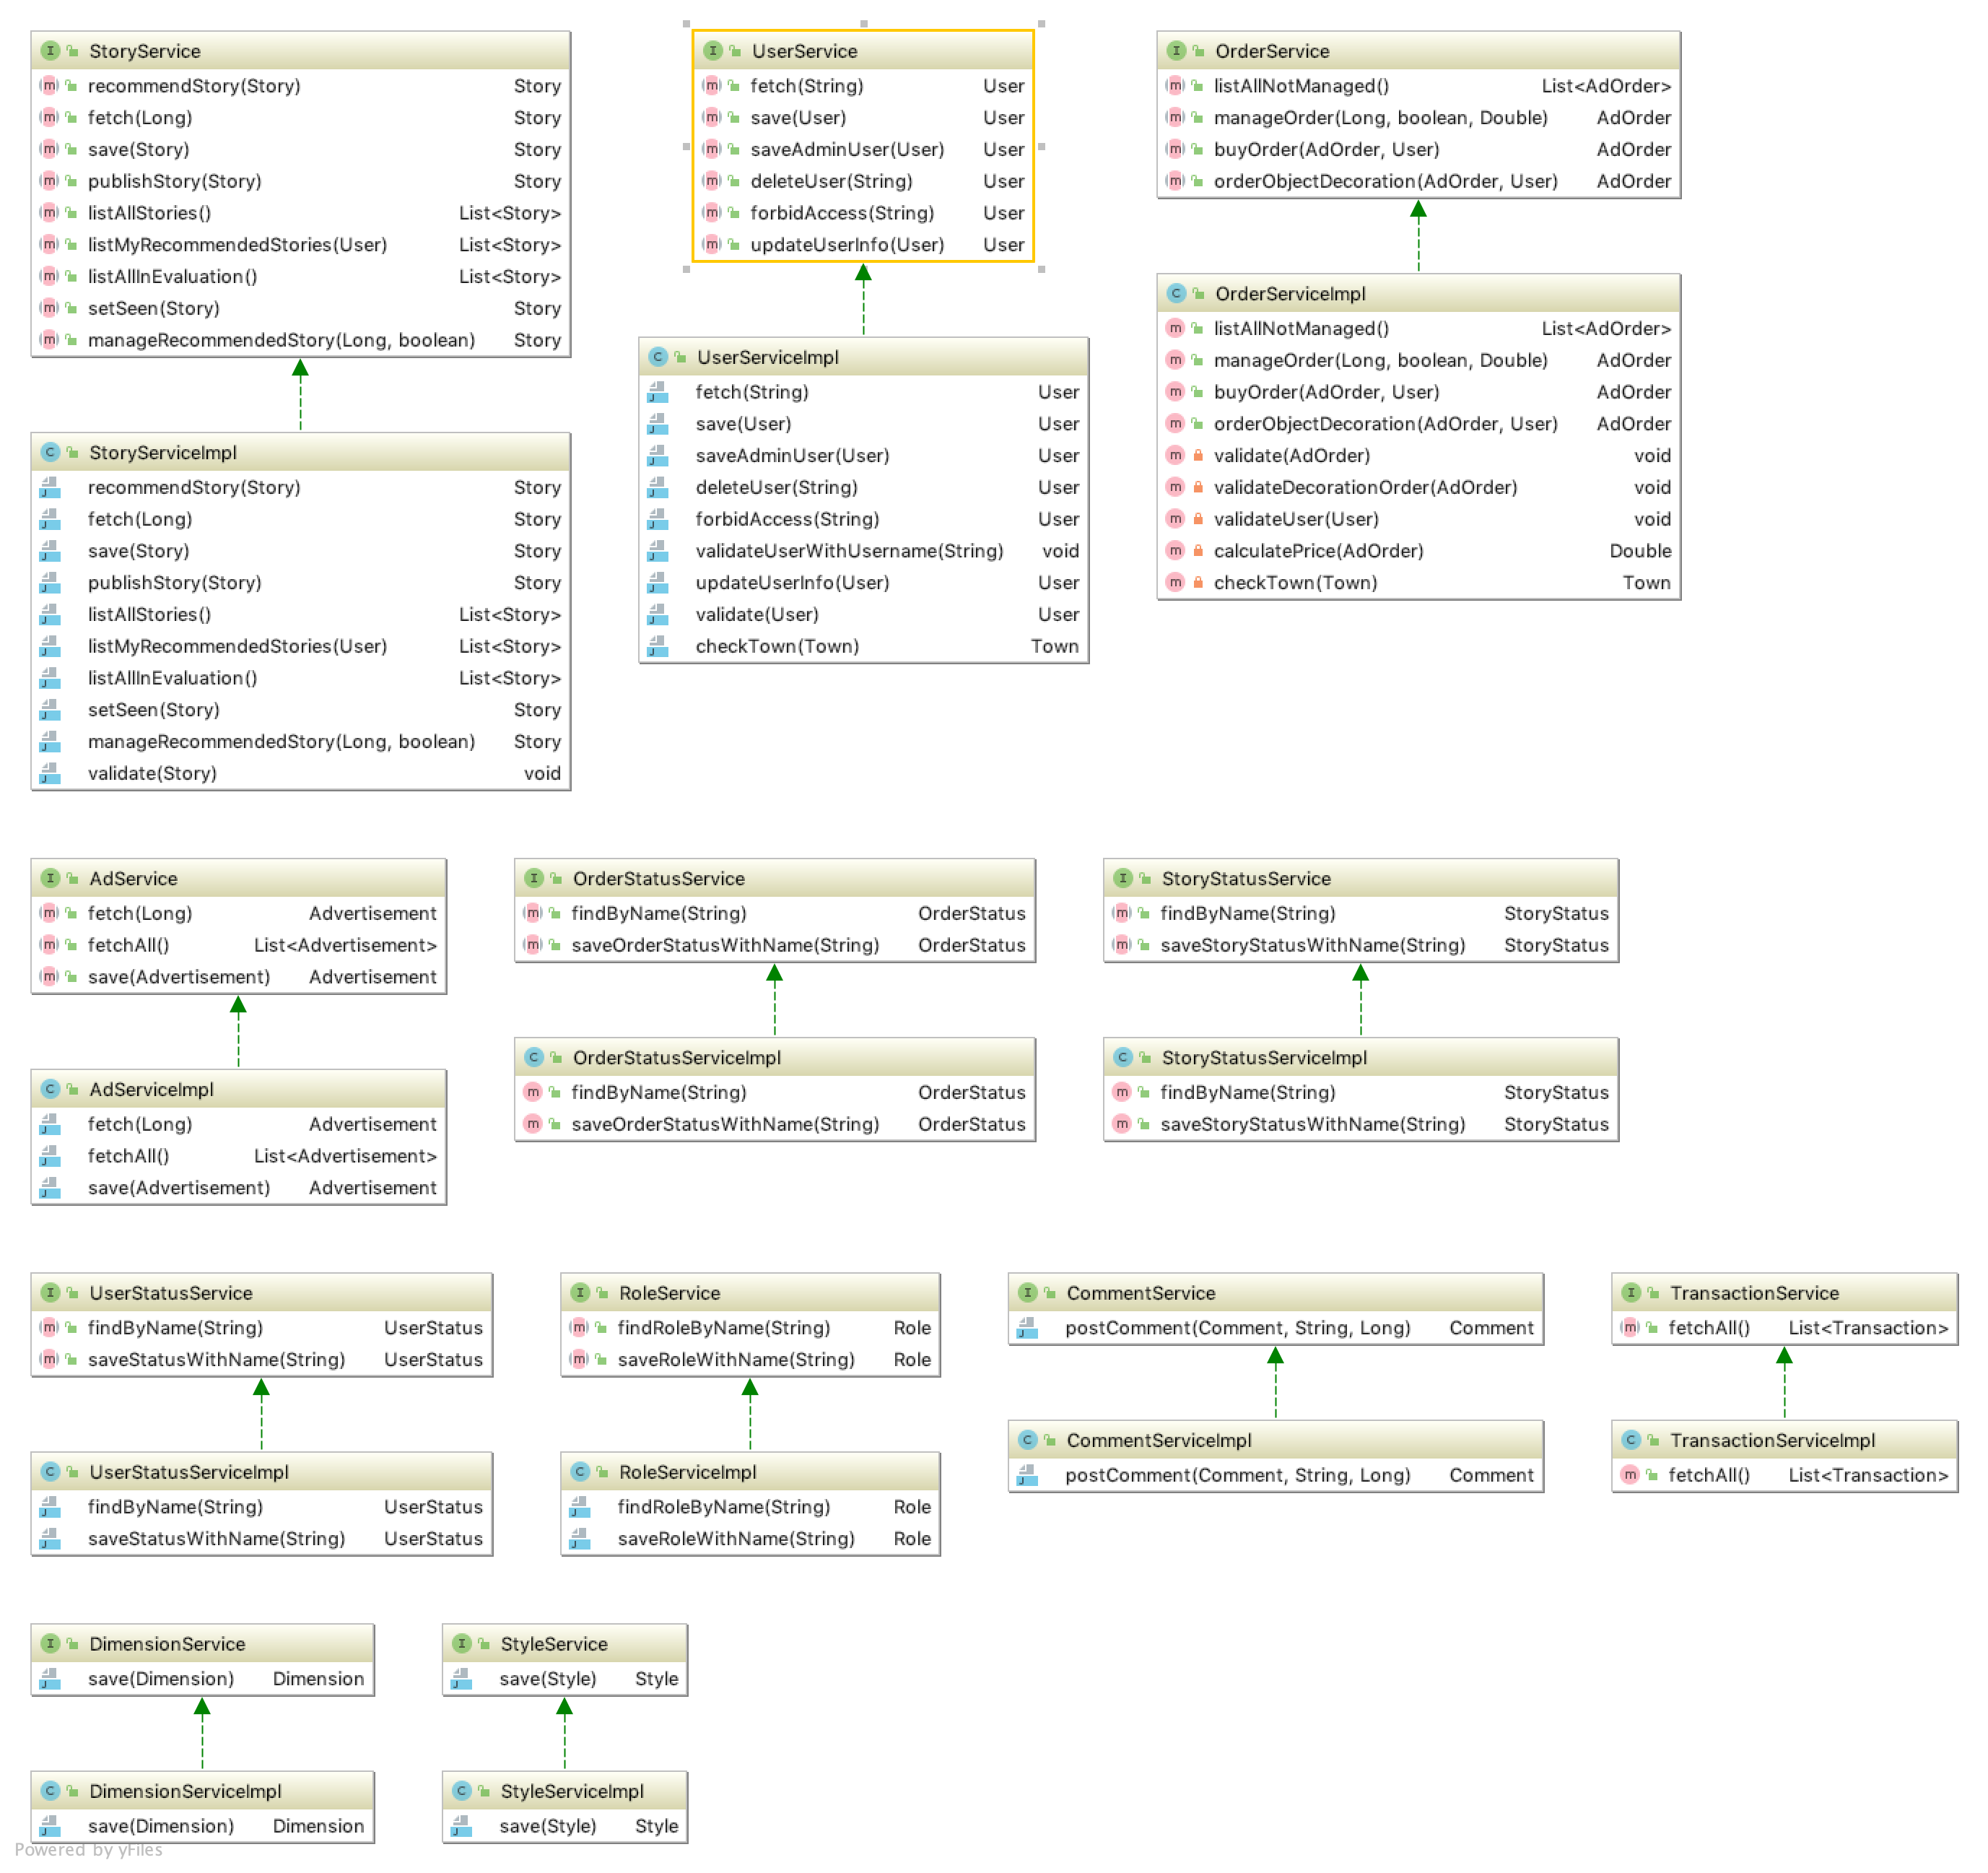 StoryService
recommendStory(Story) Story
fetch(Long) Story
save(Story) Story
publishStory(Story) Story
listAllStories() List<Story>
listMyRecommendedStories(User) List<Story>
listAllInEvaluation() List<Story>
setSeen(Story) Story
manageRecommendedStory(Long, boolean) Story
StoryServiceImpl
recommendStory(Story) Story
fetch(Long) Story
save(Story) Story
publishStory(Story) Story
listAllStories() List<Story>
listMyRecommendedStories(User) List<Story>
listAllInEvaluation() List<Story>
setSeen(Story) Story
manageRecommendedStory(Long, boolean) Story
validate(Story) void
UserService
fetch(String) User
save(User) User
saveAdminUser(User) User
deleteUser(String) User
forbidAccess(String) User
updateUserInfo(User) User
UserServiceImpl
fetch(String) User
save(User) User
saveAdminUser(User) User
deleteUser(String) User
forbidAccess(String) User
validateUserWithUsername(String) void
updateUserInfo(User) User
validate(User) User
checkTown(Town) Town
OrderService
listAllNotManaged() List<AdOrder>
manageOrder(Long, boolean, Double) AdOrder
buyOrder(AdOrder, User) AdOrder
orderObjectDecoration(AdOrder, User) AdOrder
OrderServiceImpl
listAllNotManaged() List<AdOrder>
manageOrder(Long, boolean, Double) AdOrder
buyOrder(AdOrder, User) AdOrder
orderObjectDecoration(AdOrder, User) AdOrder
validate(AdOrder) void
validateDecorationOrder(AdOrder) void
validateUser(User) void
calculatePrice(AdOrder) Double
checkTown(Town) Town
AdService
fetch(Long) Advertisement
fetchAll() List<Advertisement>
save(Advertisement) Advertisement
AdServiceImpl
fetch(Long) Advertisement
fetchAll() List<Advertisement>
save(Advertisement) Advertisement
OrderStatusService
findByName(String) OrderStatus
saveOrderStatusWithName(String) OrderStatus
OrderStatusServiceImpl
findByName(String) OrderStatus
saveOrderStatusWithName(String) OrderStatus
StoryStatusService
findByName(String) StoryStatus
saveStoryStatusWithName(String) StoryStatus
StoryStatusServiceImpl
findByName(String) StoryStatus
saveStoryStatusWithName(String) StoryStatus
UserStatusService
findByName(String) UserStatus
saveStatusWithName(String) UserStatus
UserStatusServiceImpl
findByName(String) UserStatus
saveStatusWithName(String) UserStatus
RoleService
findRoleByName(String) Role
saveRoleWithName(String) Role
RoleServiceImpl
findRoleByName(String) Role
saveRoleWithName(String) Role
CommentService
postComment(Comment, String, Long) Comment
CommentServiceImpl
postComment(Comment, String, Long) Comment
TransactionService
fetchAll() List<Transaction>
TransactionServiceImpl
fetchAll() List<Transaction>
DimensionService
save(Dimension) Dimension
DimensionServiceImpl
save(Dimension) Dimension
StyleService
save(Style) Style
StyleServiceImpl
save(Style) Style
Powered by yFiles